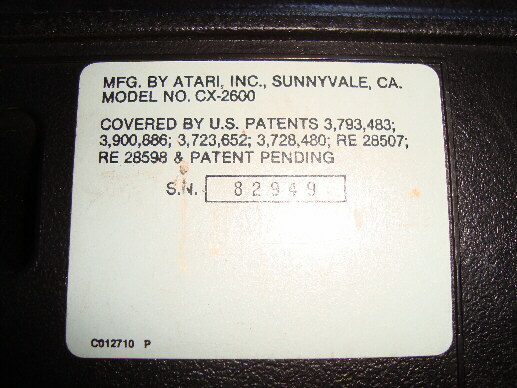 MFG. BY ATARI, INC., SUNNYVALE, CA.
MODEL NO. CX-2600
COVERED BY U.S. PATENTS 3,793,483;
3,900,886; 3,723,652; 3,728,480; RE 28507;
RE 28598 & PATENT PENDING
S.N. 82949
C012710 P